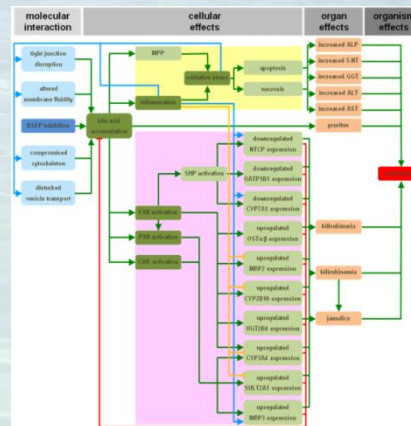 molecular
interaction
cellular
effects
organ
effects
organism
effects
tight junction
disruption
altered
membrane fluidity
BSEP inhibition
compromised
cytoskeleton
disturbed
vesicle transport
bile acid
accumulation
MPP
inflammation
oxidative stress
apoptosis
necrosis
SHP activation
FXR activation
PXR activation
CAR activation
downregulated
NTCP expression
downregulated
OATP1B3 expression
downregulated
CYP7A1 expression
upregulated
OSTα/β expression
upregulated
MRP2 expression
upregulated
CYP2B10 expression
upregulated
UGT2B4 expression
upregulated
CYP3A4 expression
upregulated
SULT2A1 expression
upregulated
MRP3 expression
increased ALP
increased 5-NT
increased GGT
increased ALT
increased AST
pruritus
bilirubinemia
bilirubinuria
jaundice